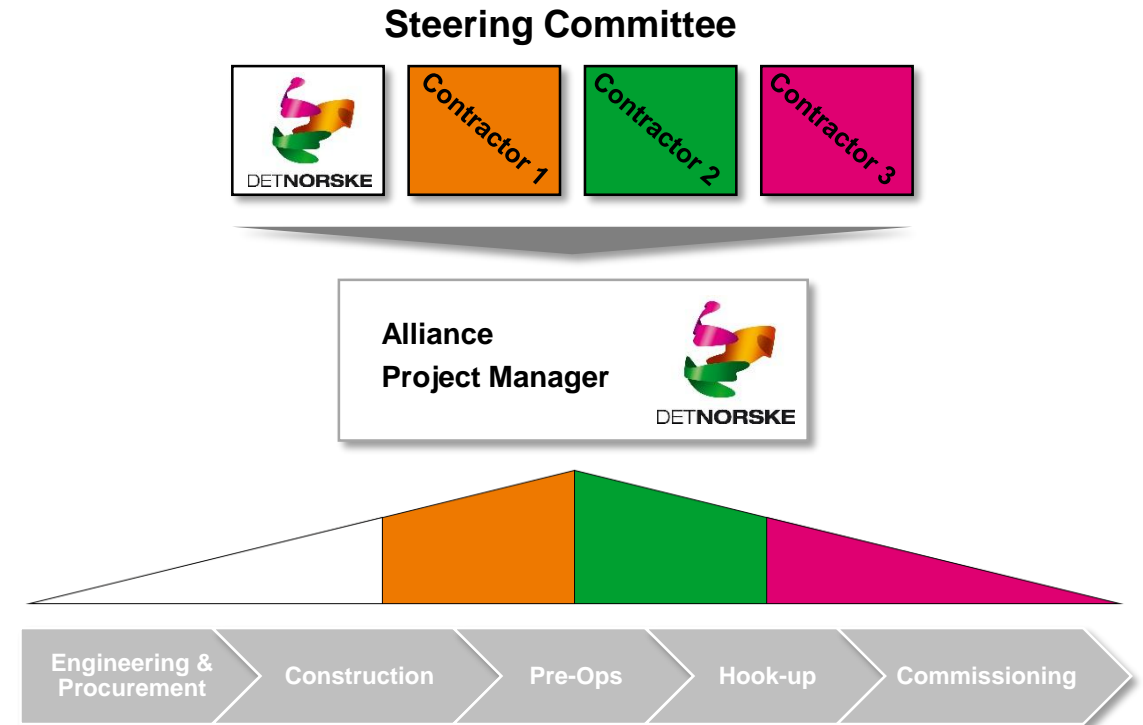 Steering Committee
DETNORSKE
Contractor 1
Contractor 2
Contractor 3
Alliance
Project Manager
DETNORSKE
Engineering &
Procurement
Construction
Pre-Ops
Hook-up
Commissioning